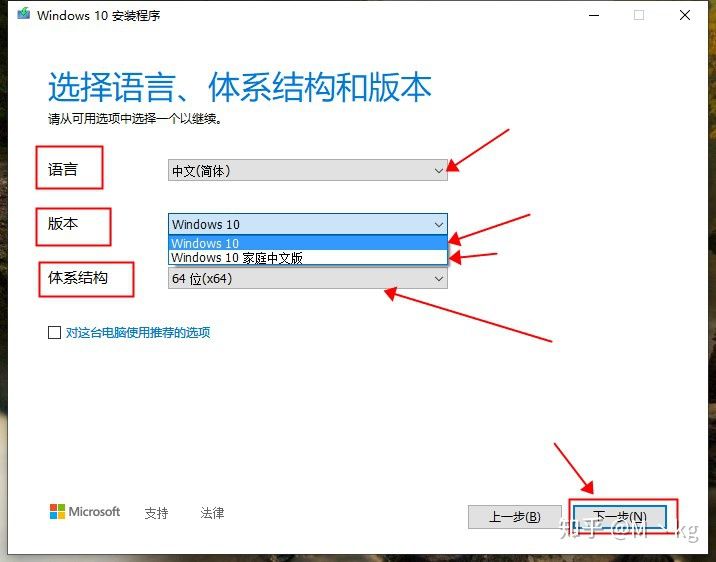 Windows 10 安装程序
选择语言、体系结构和版本
请从可用选项中选择一个以继续。
语言
中文(简体)
版本
Windows 10
Windows 10
Windows 10 家庭中文版
体系结构
64 位(x64)
对这台电脑使用推荐的选项
Microsoft 支持 法律
上一步(B) 下一步(N)